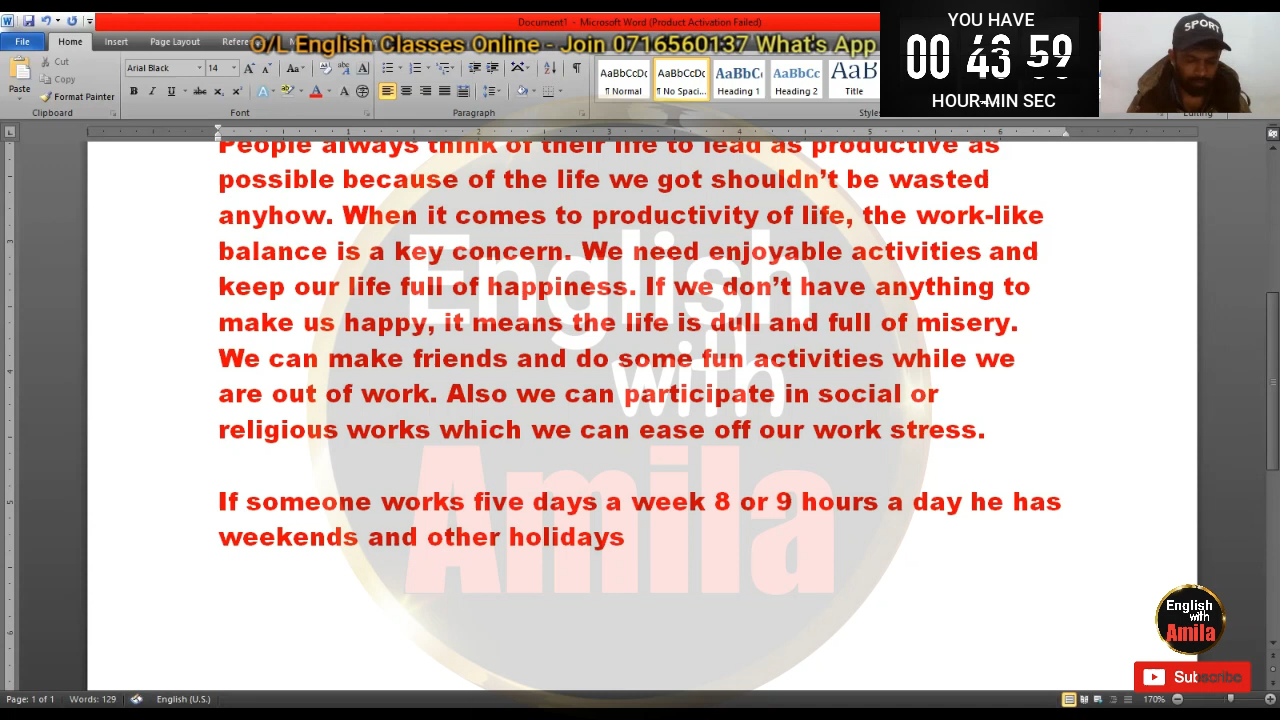 Document1 - Microsoft Word (Product Activation Failed)
O/L English Classes Online - Join 0716560137 What's App
YOU HAVE
00 43 59
HOUR-MIN SEC
SPORT
File Home Insert Page Layout
Cut
Copy
Format Painter
Paste
Clipboard
Arial Black 14
Font
Paragraph
AaBbCcDc AaBbCcDc AaBbC AaBbCc AaB
¶ Normal ¶ No Spaci... Heading 1 Heading 2 Title
Styles
Editing
People always think of their life to lead as productive as
possible because of the life we got shouldn't be wasted
anyhow. When it comes to productivity of life, the work-like
balance is a key concern. We need enjoyable activities and
keep our life full of happiness. If we don't have anything to
make us happy, it means the life is dull and full of misery.
We can make friends and do some fun activities while we
are out of work. Also we can participate in social or
religious works which we can ease off our work stress.
If someone works five days a week 8 or 9 hours a day he has
weekends and other holidays
English
with
Amila
English
with
Amila
Subscribe
Page: 1 of 1 Words: 129 English (U.S.) 170%